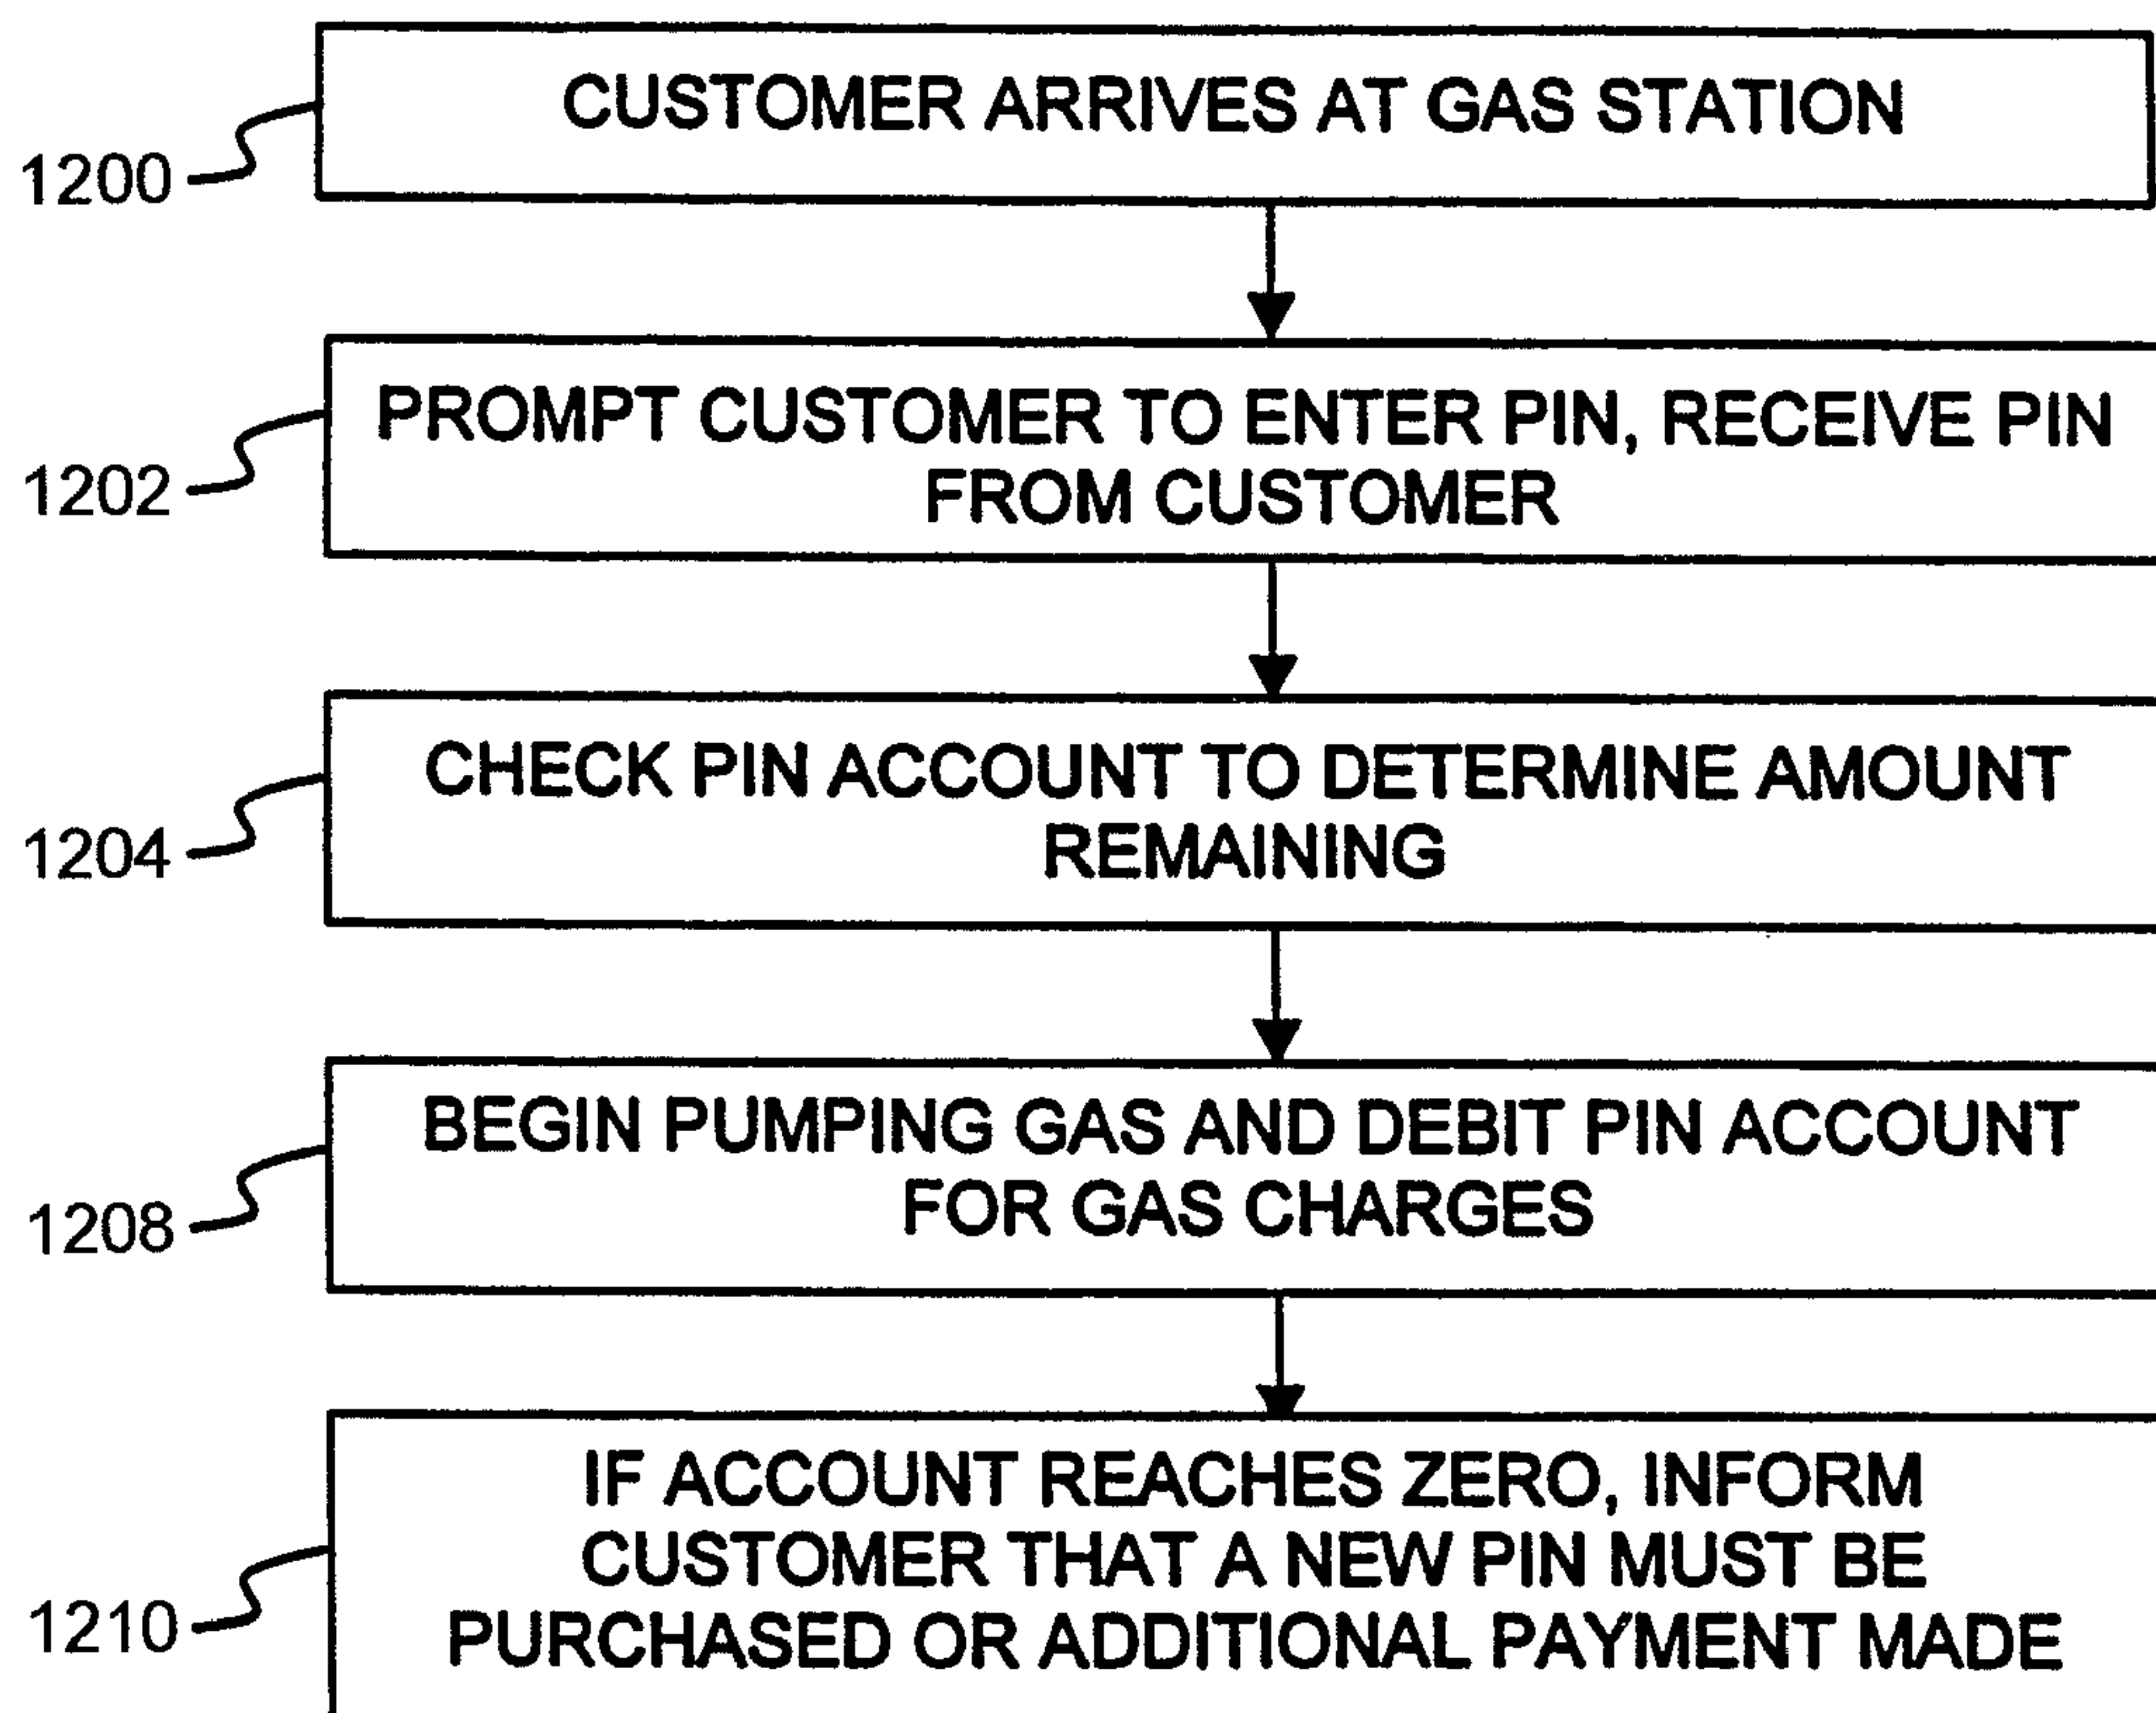 CUSTOMER ARRIVES AT GAS STATION
1200
PROMPT CUSTOMER TO ENTER PIN, RECEIVE PIN
FROM CUSTOMER
1202
CHECK PIN ACCOUNT TO DETERMINE AMOUNT
REMAINING
1204
BEGIN PUMPING GAS AND DEBIT PIN ACCOUNT
FOR GAS CHARGES
1208
IF ACCOUNT REACHES ZERO, INFORM
CUSTOMER THAT A NEW PIN MUST BE
PURCHASED OR ADDITIONAL PAYMENT MADE
1210